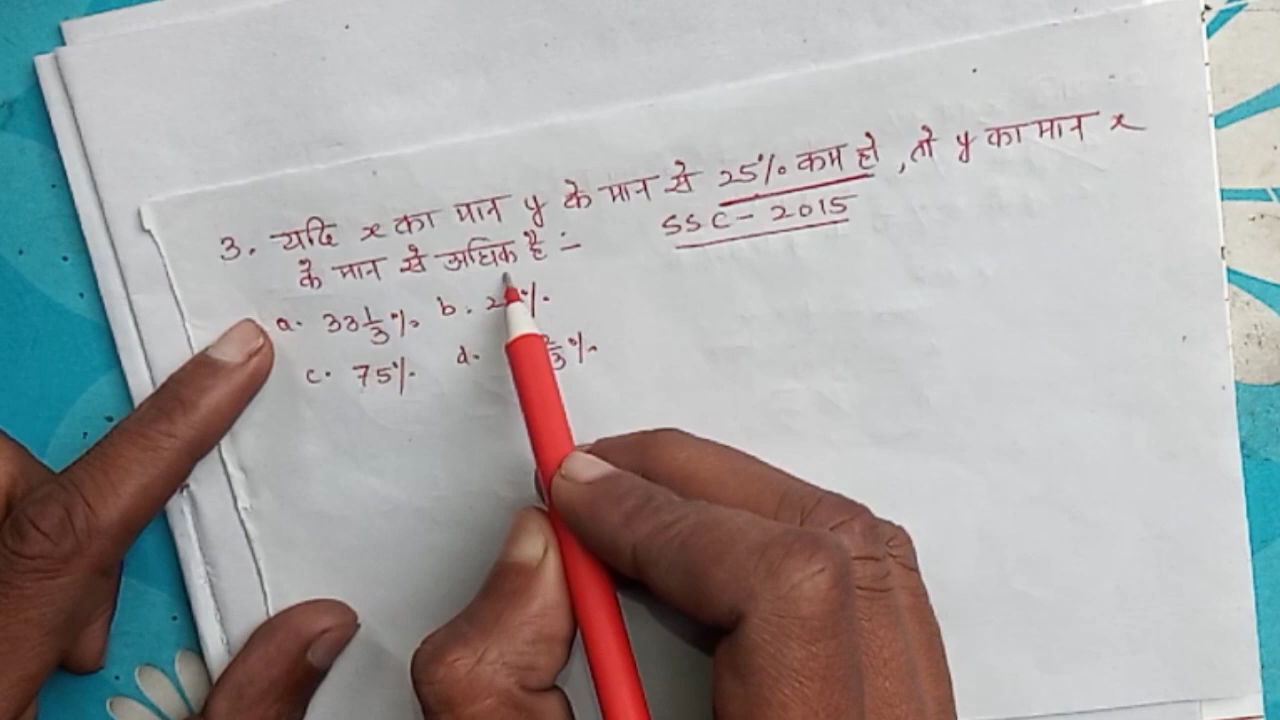 3. यदि x का मान y के मान से 25% कम हो, तो y का मान x
के मान से अधिक है :- SSC - 2015
a. 33 1/3 % b.
c. 75% d.